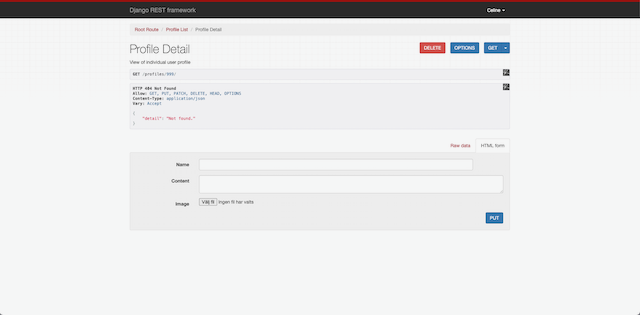 Django REST framework
Celine
Root Route / Profile List / Profile Detail
Profile Detail
DELETE
OPTIONS
GET
View of individual user profile
GET /profiles/999/
HTTP 404 Not Found
Allow: GET, PUT, PATCH, DELETE, HEAD, OPTIONS
Content-Type: application/json
Vary: Accept
{
"detail": "Not found."
}
Raw data
HTML form
Name
Content
Image
Välj fil Ingen fil har valts
PUT